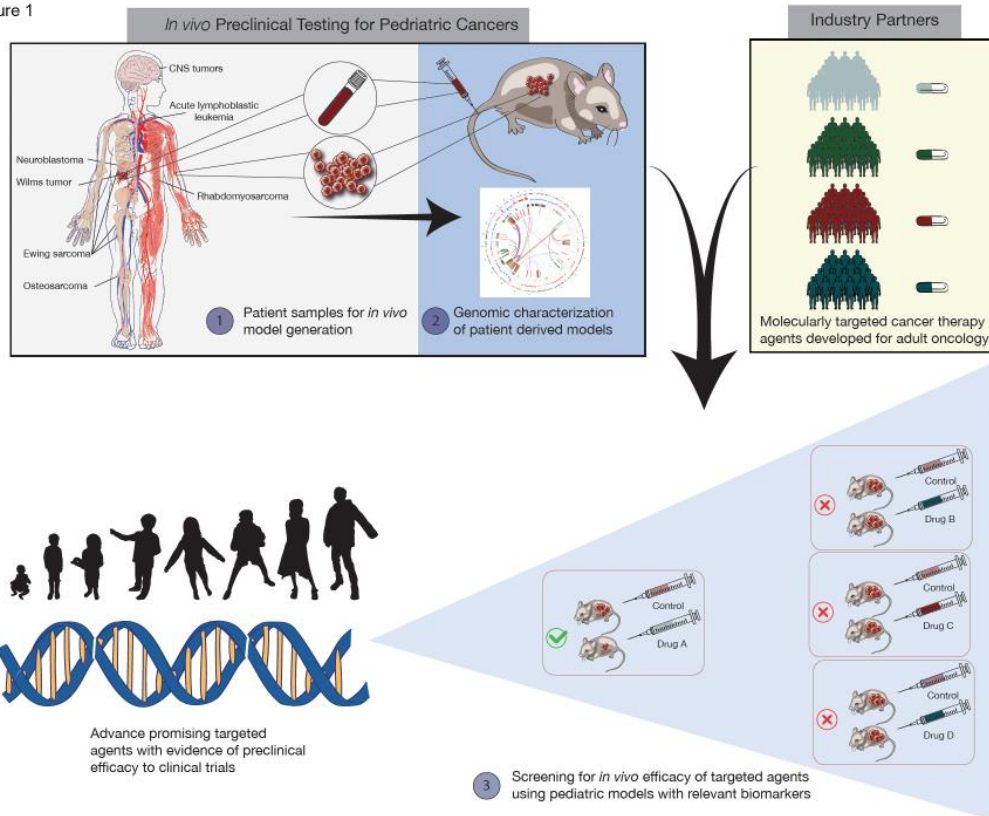 ure 1
In vivo Preclinical Testing for Pedriatric Cancers
Industry Partners
CNS tumors
Acute lymphoblastic
leukemia
Neuroblastoma
Wilms tumor
Rhabdomyosarcoma
Ewing sarcoma
Osteosarcoma
1
Patient samples for in vivo
model generation
2
Genomic characterization
of patient derived models
Molecularly targeted cancer therapy
agents developed for adult oncology
Control
Drug B
Control
Drug A
Control
Drug C
Control
Drug D
Advance promising targeted
agents with evidence of preclinical
efficacy to clinical trials
3
Screening for in vivo efficacy of targeted agents
using pediatric models with relevant biomarkers